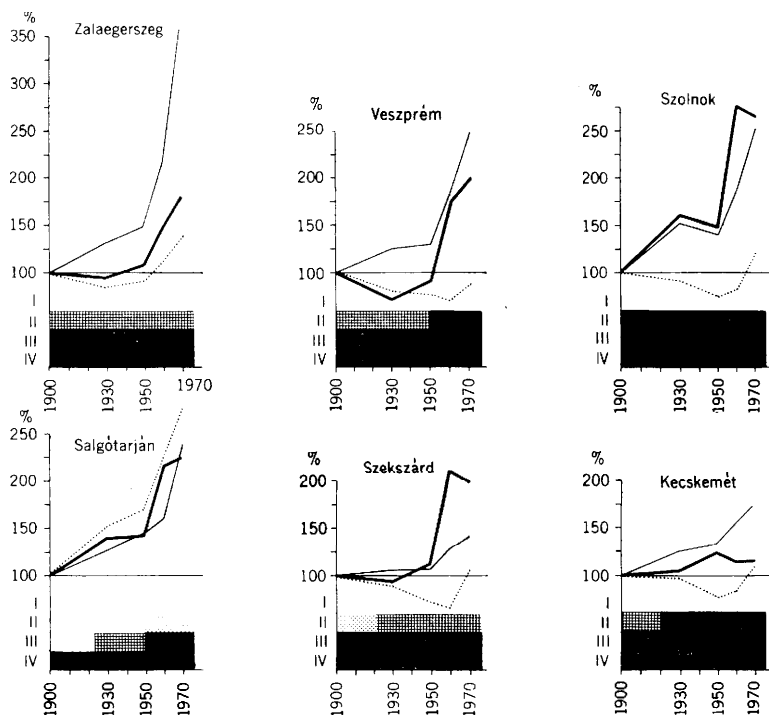 %
Zalaegerszeg
350
300
250
200
150
100
I
II
III
IV
1900
1930
1950
1970
%
Veszprém
250
200
150
100
I
II
III
IV
1900
1930
1950
1970
%
Szolnok
250
200
150
100
I
II
III
IV
1900
1930
1950
1970
%
Salgótarján
250
200
150
100
I
II
III
IV
1900
1930
1950
1970
%
Szekszárd
200
150
100
I
II
III
IV
1900
1930
1950
1970
%
Kecskemét
200
150
100
I
II
III
IV
1900
1930
1950
1970